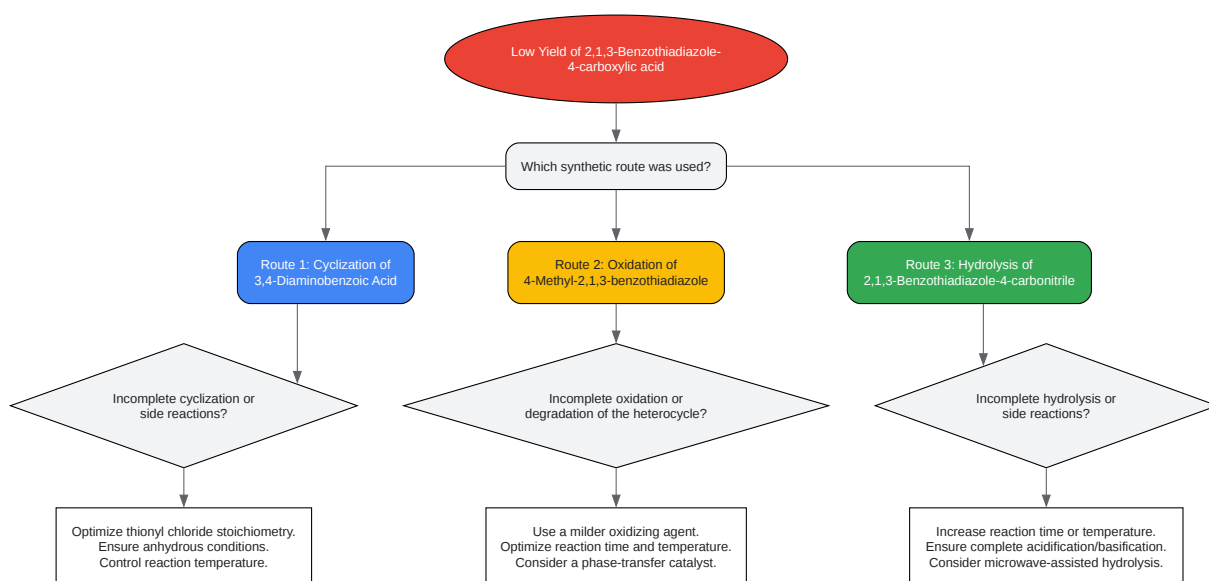 Low Yield of 2,1,3-Benzothiadiazole-
4-carboxylic acid
Which synthetic route was used?
Route 1: Cyclization of
3,4-Diaminobenzoic Acid
Route 2: Oxidation of
4-Methyl-2,1,3-benzothiadiazole
Route 3: Hydrolysis of
2,1,3-Benzothiadiazole-4-carbonitrile
Incomplete cyclization or
side reactions?
Incomplete oxidation or
degradation of the heterocycle?
Incomplete hydrolysis or
side reactions?
Optimize thionyl chloride stoichiometry.
Ensure anhydrous conditions.
Control reaction temperature.
Use a milder oxidizing agent.
Optimize reaction time and temperature.
Consider a phase-transfer catalyst.
Increase reaction time or temperature.
Ensure complete acidification/basification.
Consider microwave-assisted hydrolysis.